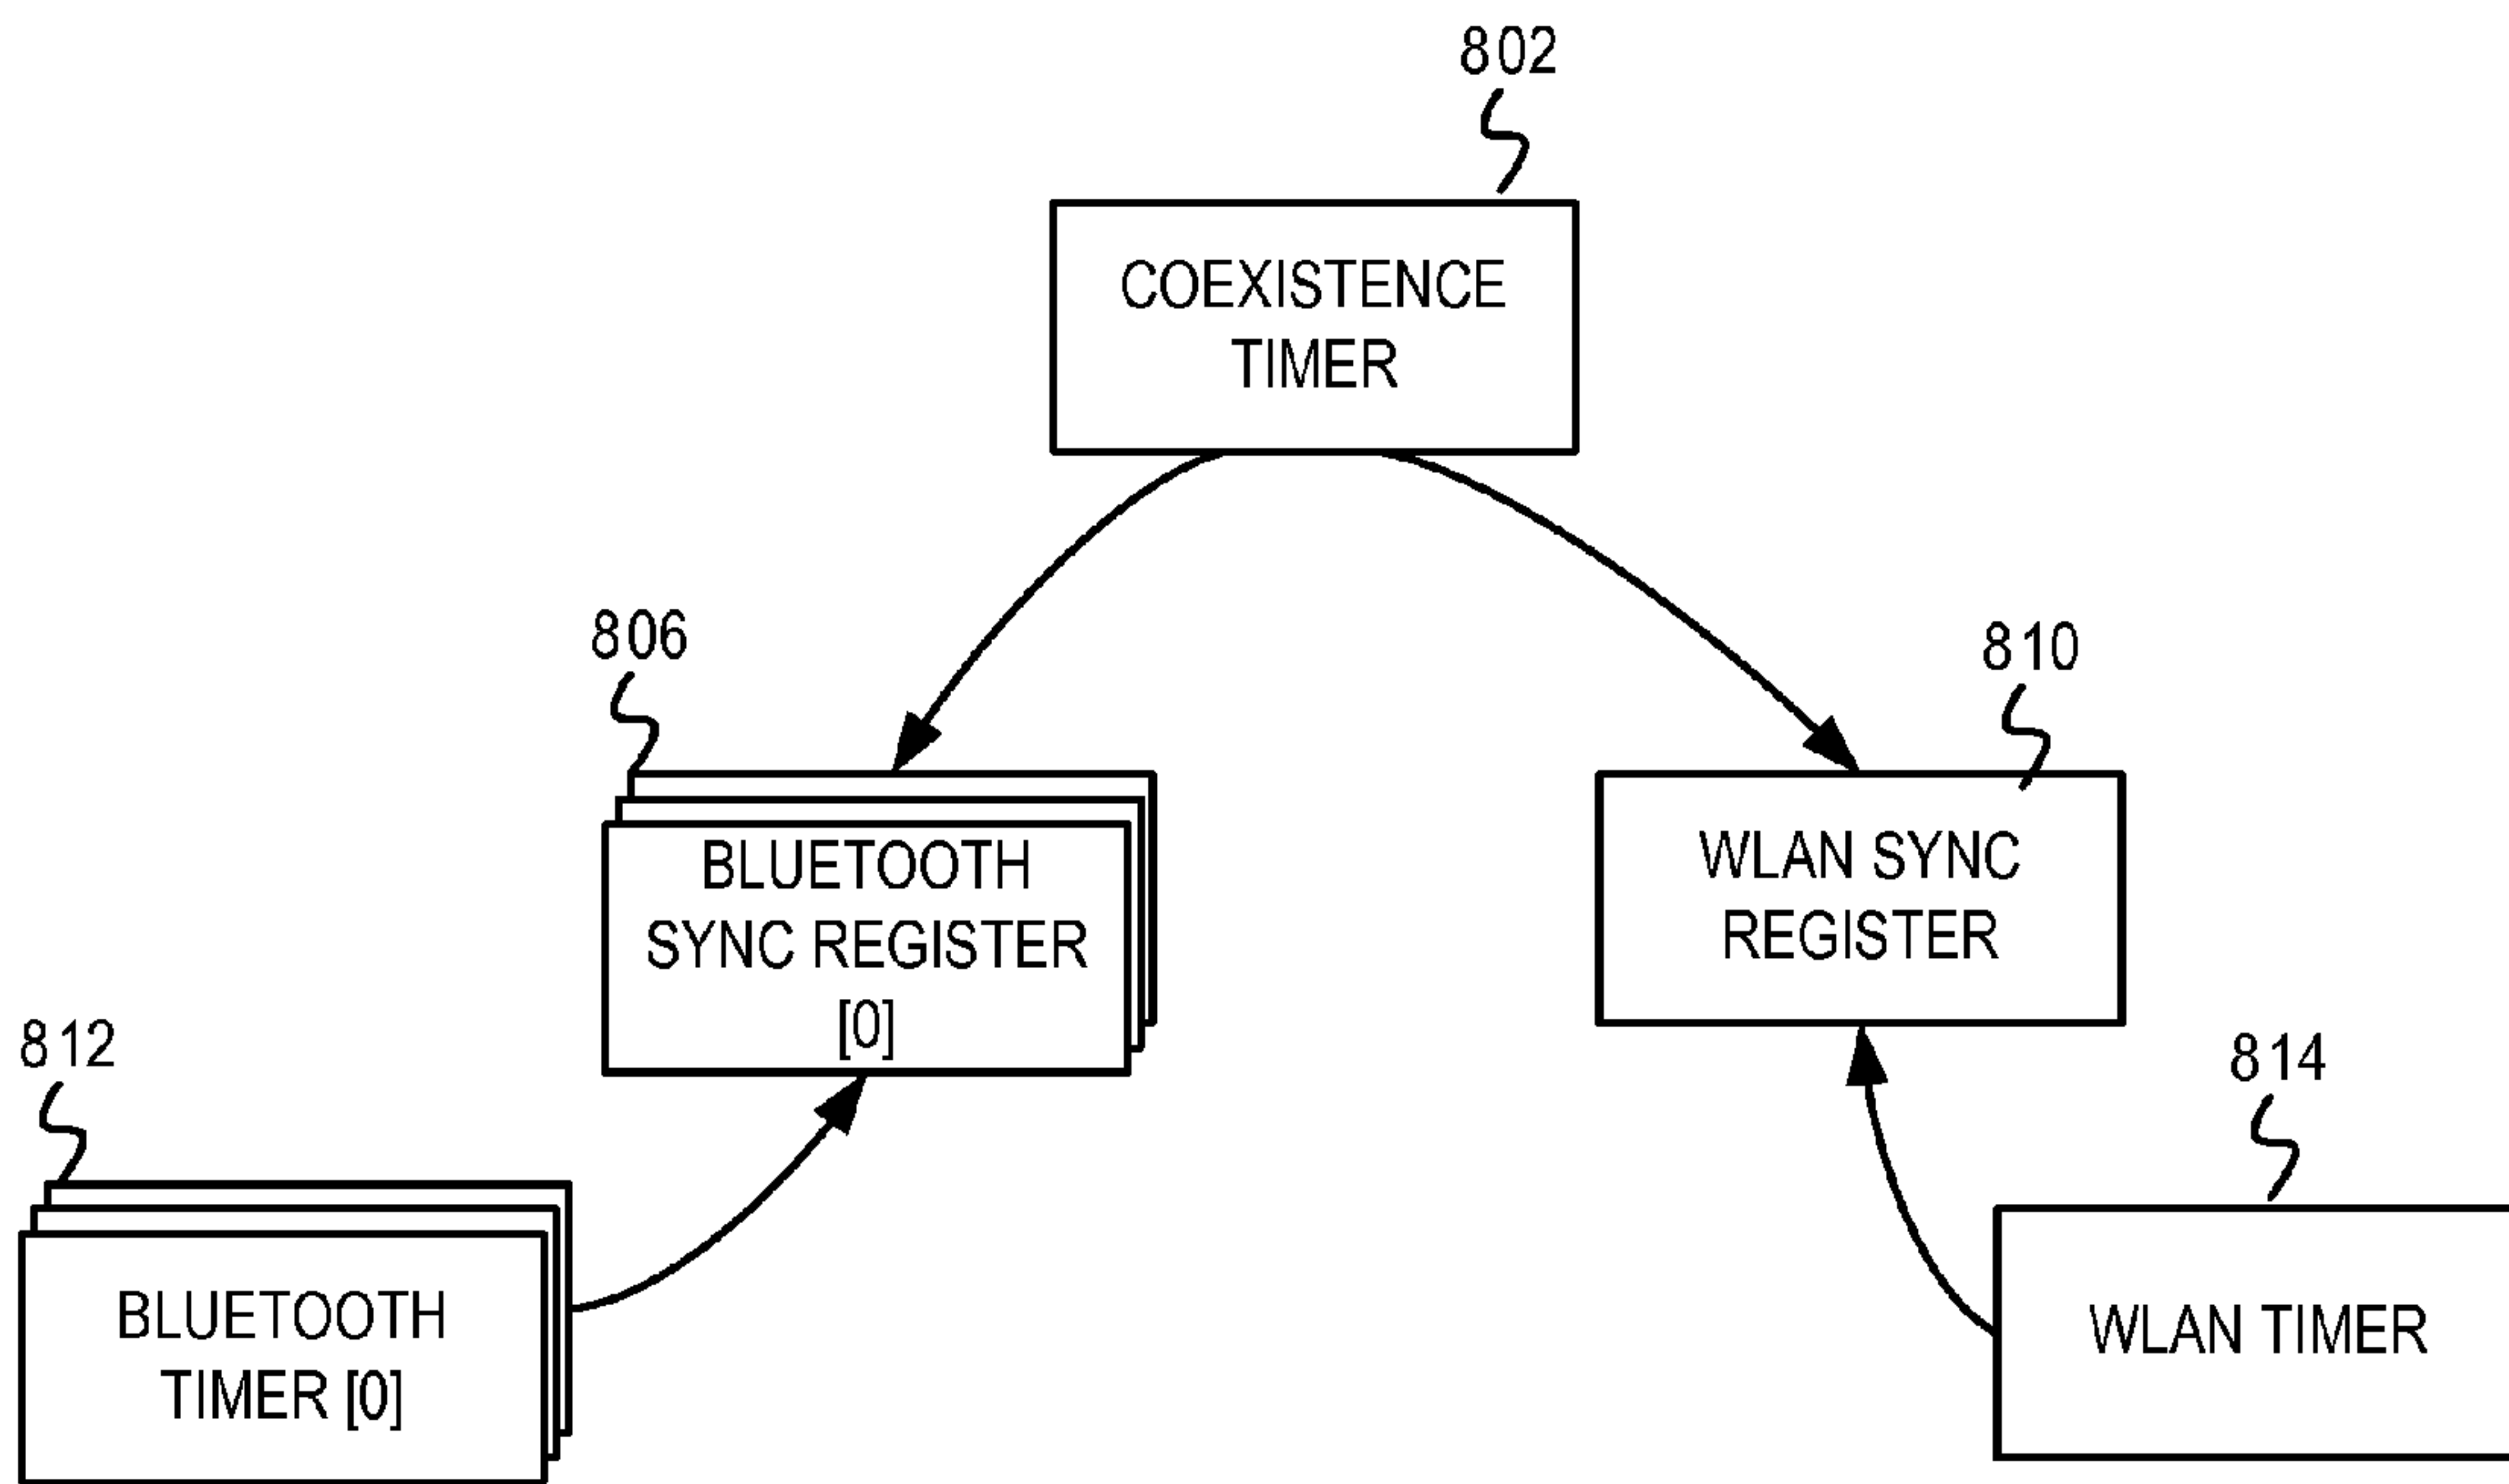 802
COEXISTENCE
TIMER
806
810
BLUETOOTH
SYNC REGISTER
[0]
WLAN SYNC
REGISTER
812
814
BLUETOOTH
TIMER [0]
WLAN TIMER